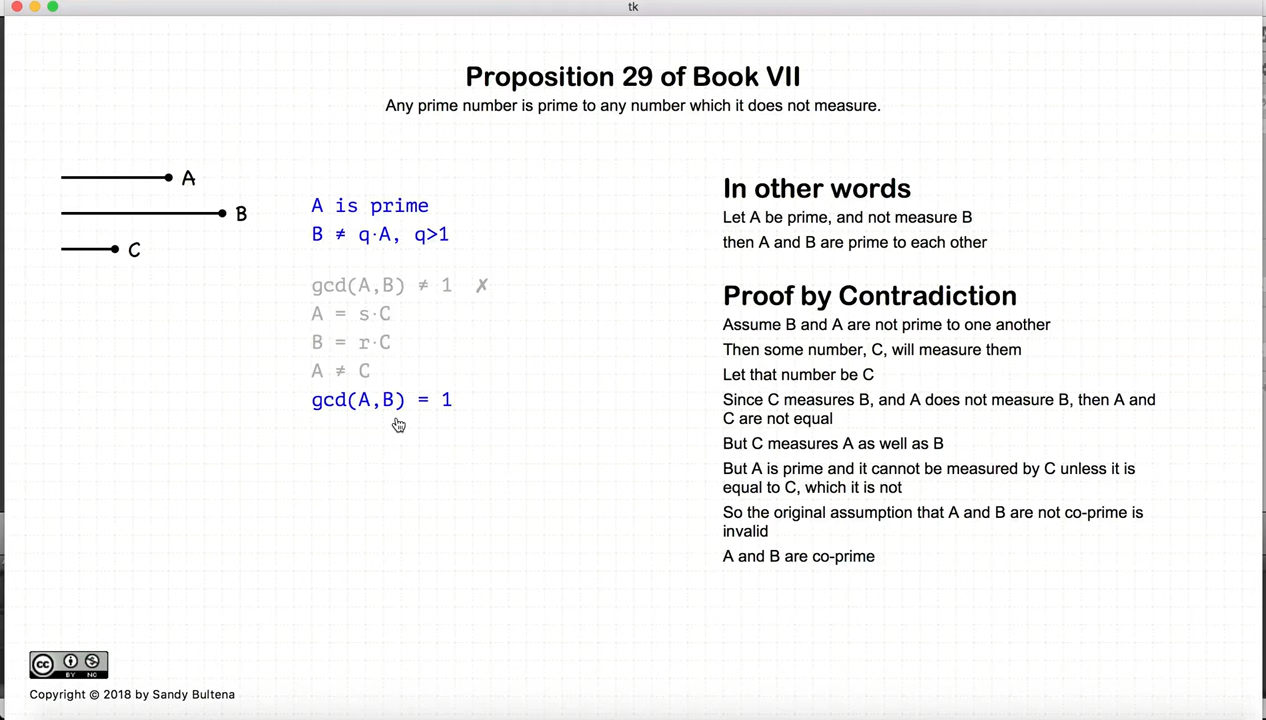 tk
Proposition 29 of Book VII
Any prime number is prime to any number which it does not measure.
A
B
C
A is prime
B ≠ q·A, q>1
gcd(A,B) ≠ 1 ✗
A = s·C
B = r·C
A ≠ C
gcd(A,B) = 1
In other words
Let A be prime, and not measure B
then A and B are prime to each other
Proof by Contradiction
Assume B and A are not prime to one another
Then some number, C, will measure them
Let that number be C
Since C measures B, and A does not measure B, then A and
C are not equal
But C measures A as well as B
But A is prime and it cannot be measured by C unless it is
equal to C, which it is not
So the original assumption that A and B are not co-prime is
invalid
A and B are co-prime
cc BY NC
Copyright © 2018 by Sandy Bultena